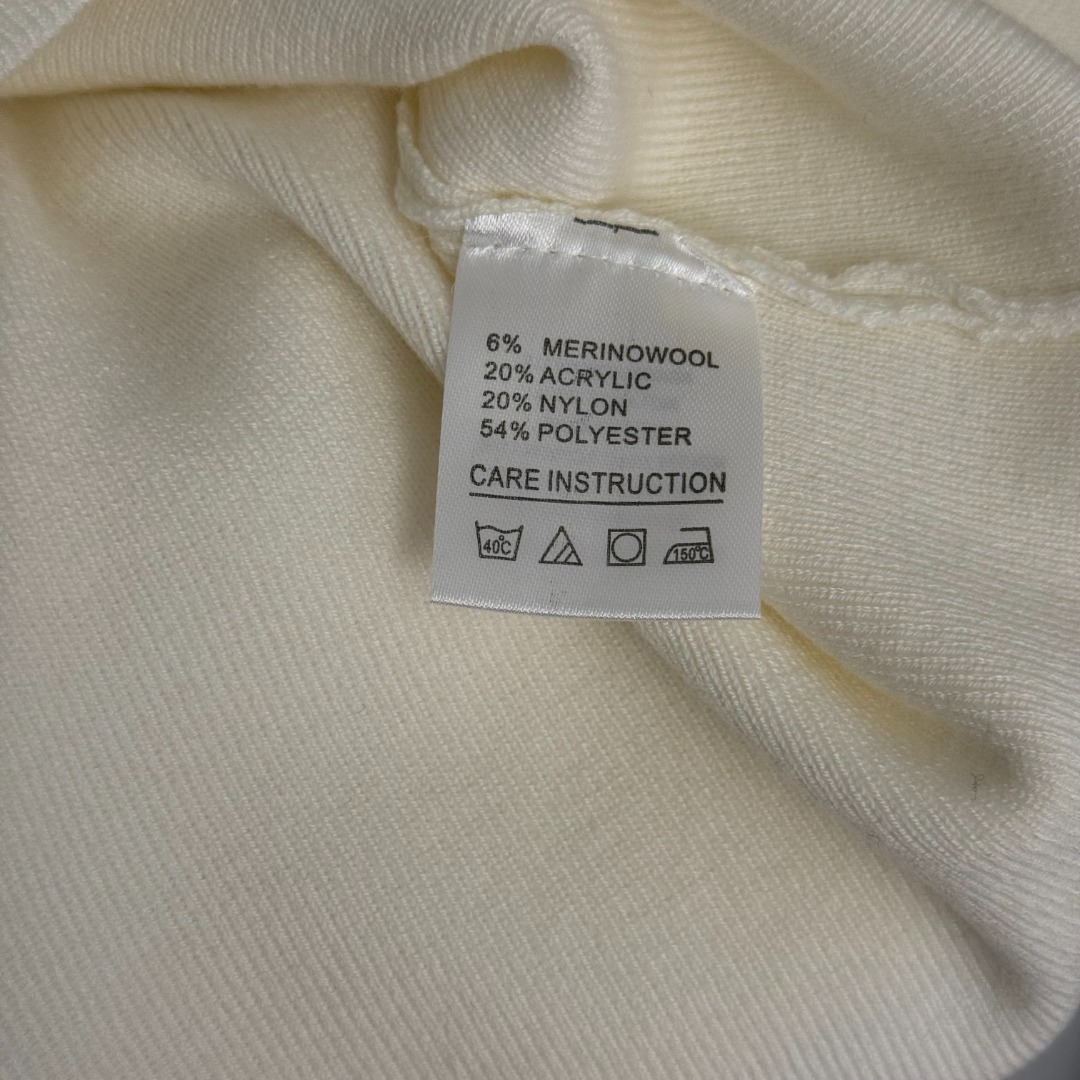 6% MERINOWOOL
20% ACRYLIC
20% NYLON
54% POLYESTER
CARE INSTRUCTION
40℃ 150℃